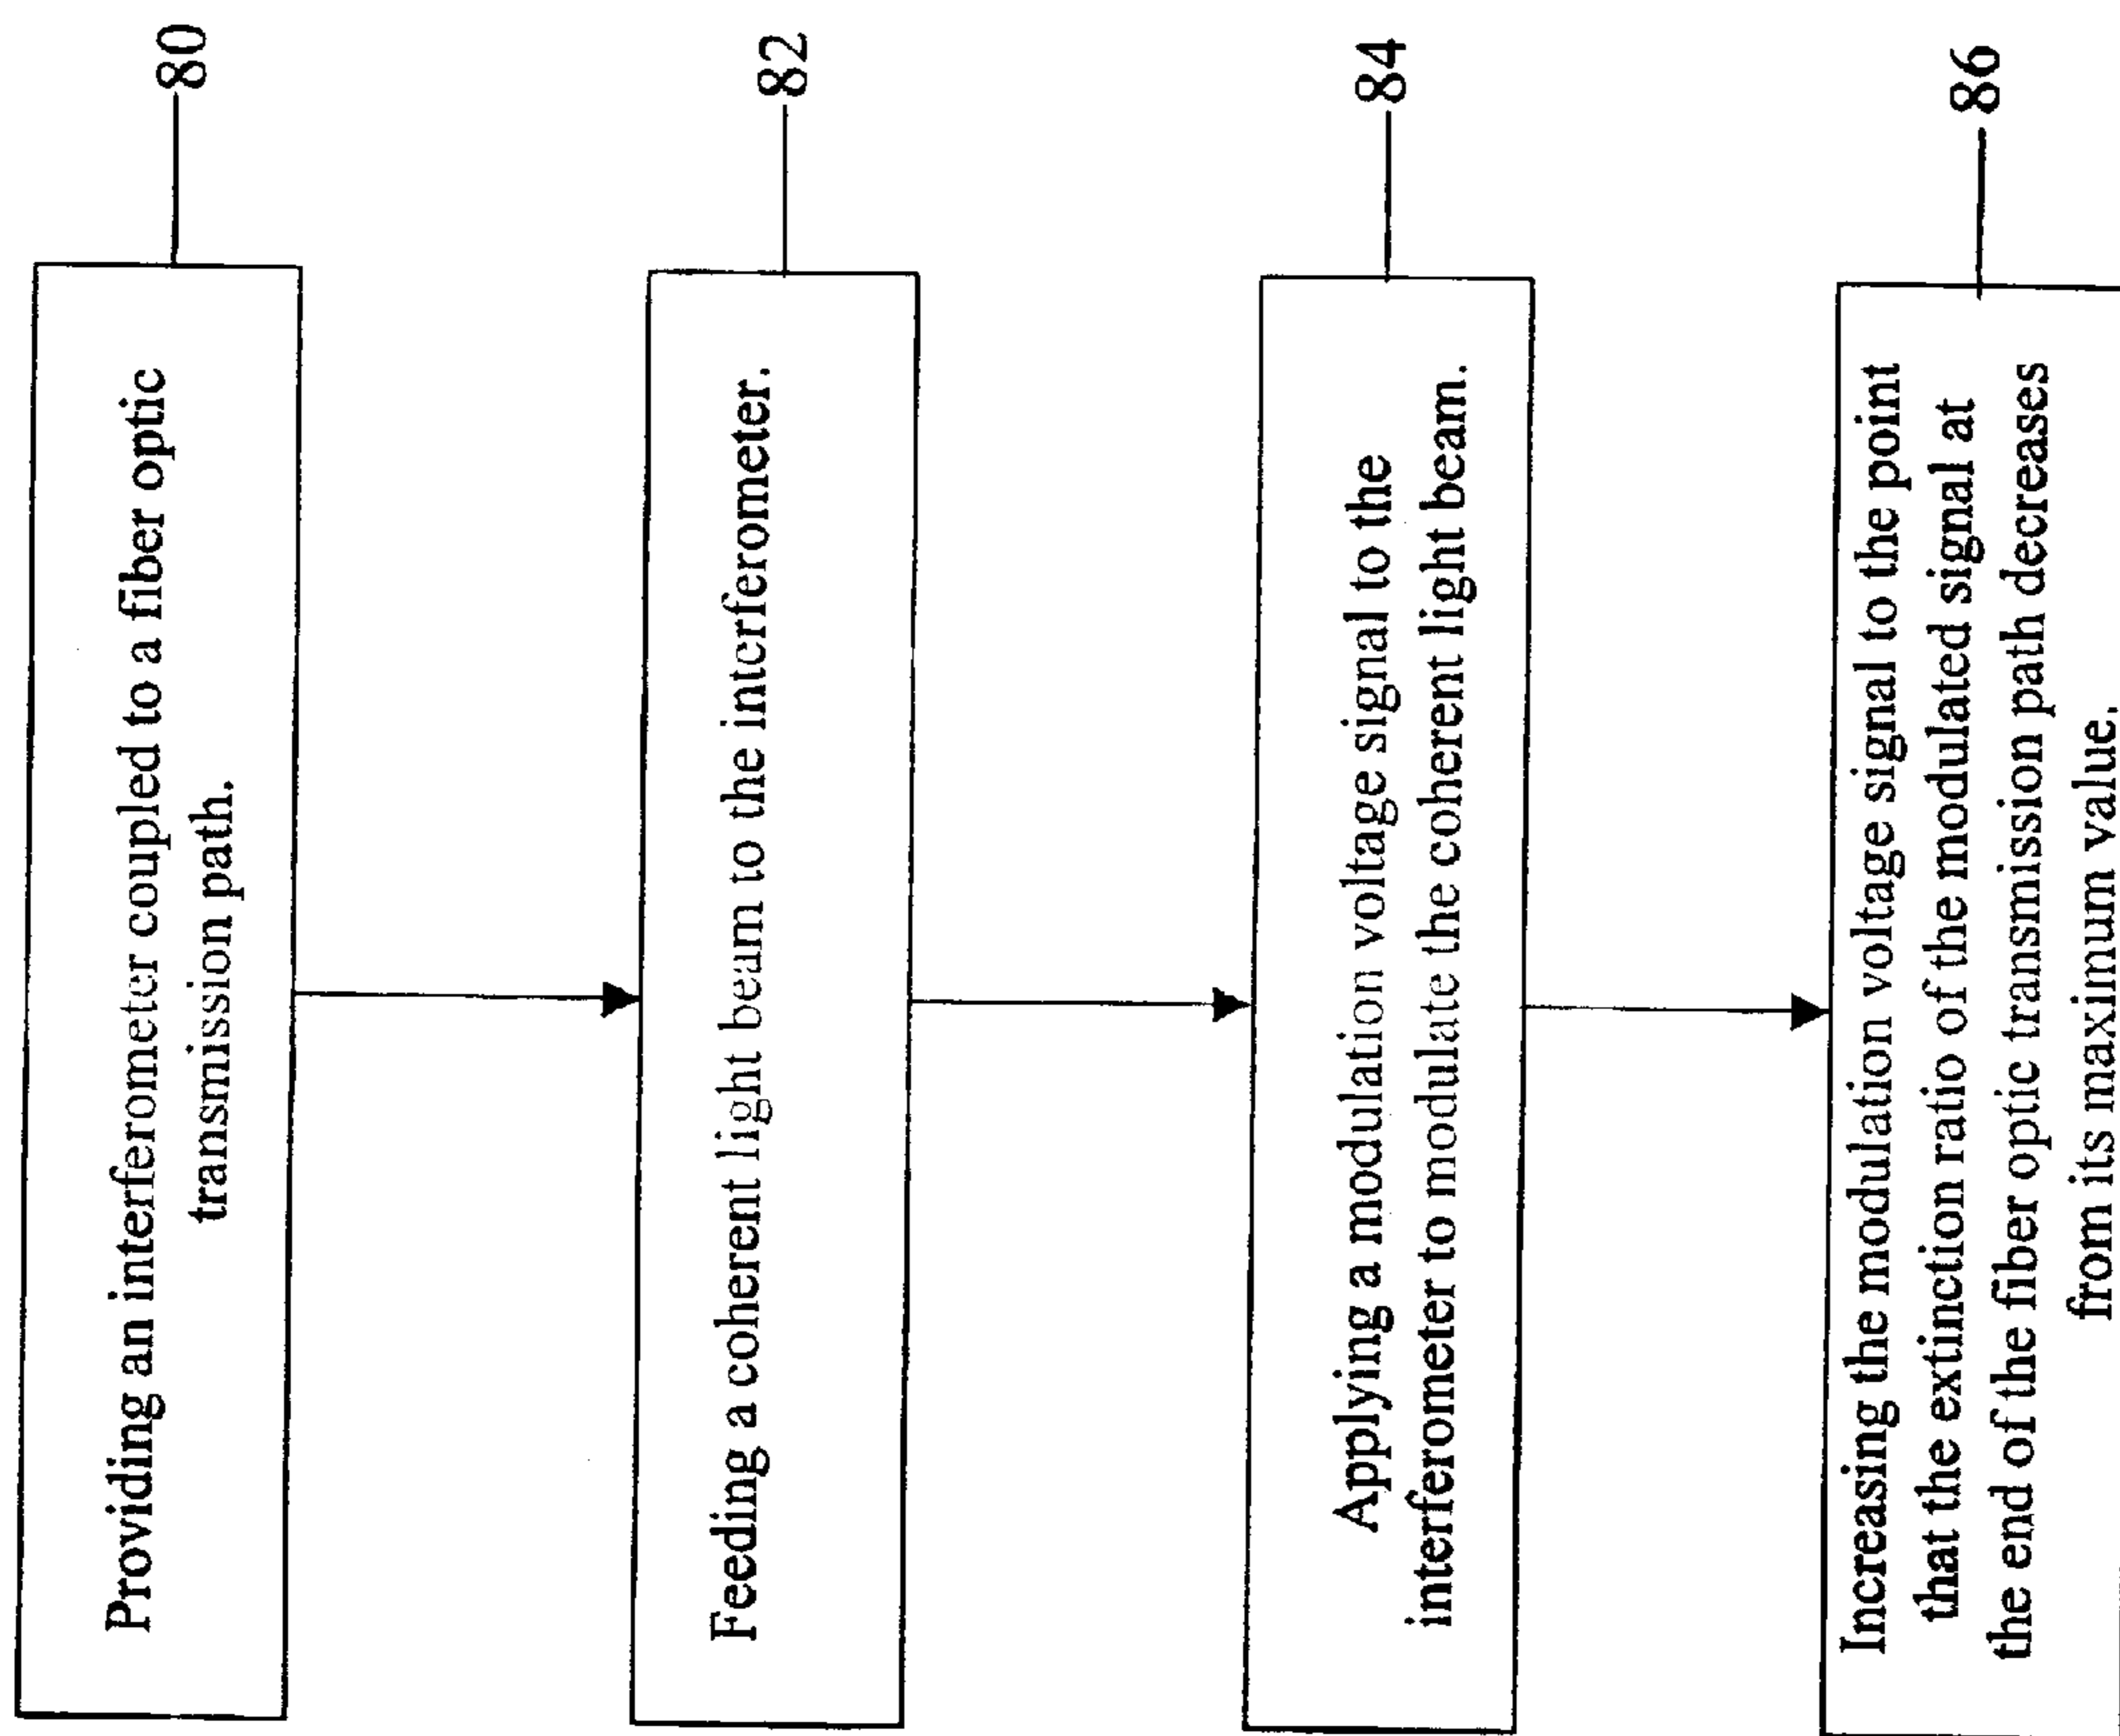 Providing an interferometer coupled to a fiber optic
transmission path.
80
Feeding a coherent light beam to the interferometer.
82
Applying a modulation voltage signal to the
interferometer to modulate the coherent light beam.
84
Increasing the modulation voltage signal to the point
that the extinction ratio of the modulated signal at
the end of the fiber optic transmission path decreases
from its maximum value.
86